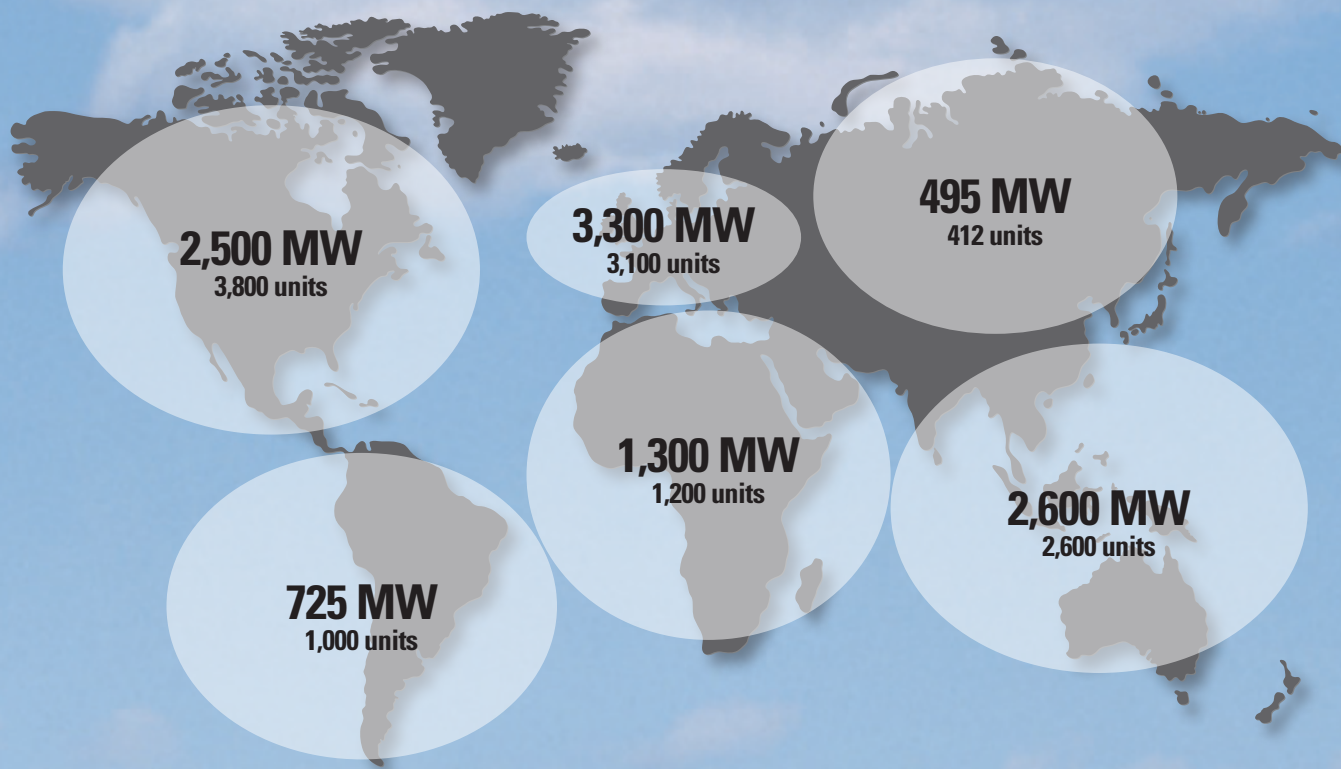 2,500 MW
3,800 units
3,300 MW
3,100 units
495 MW
412 units
1,300 MW
1,200 units
2,600 MW
2,600 units
725 MW
1,000 units